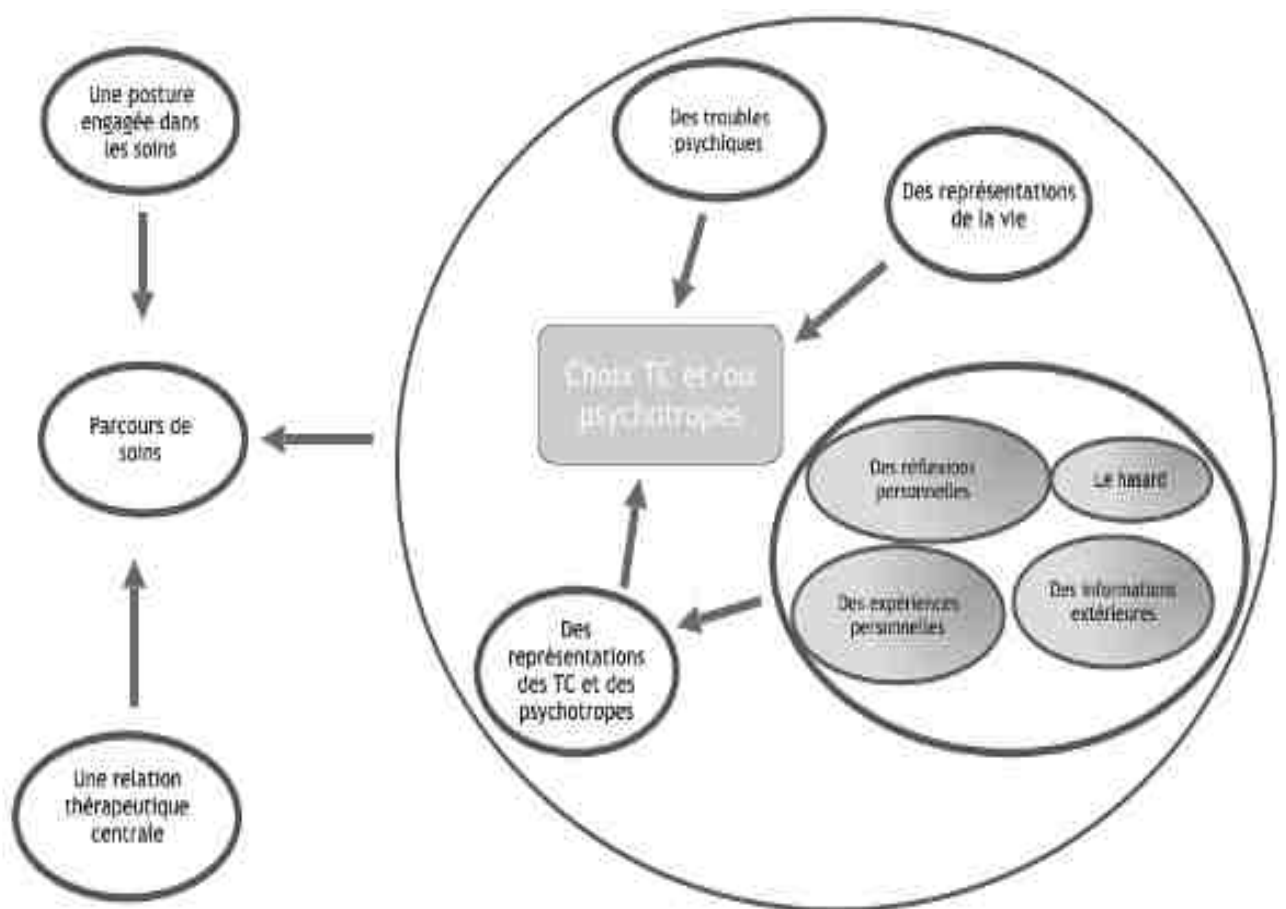 Une posture
engagée dans
les soins
Des troubles
psychiques
Des représentations
de la vie
Choix TC et/ou
psychotropes
Parcours de
soins
Des réflexions
personnelles
Le hasard
Des expériences
personnelles
Des informations
extérieures
Des
représentations
des TC et des
psychotropes
Une relation
thérapeutique
centrale